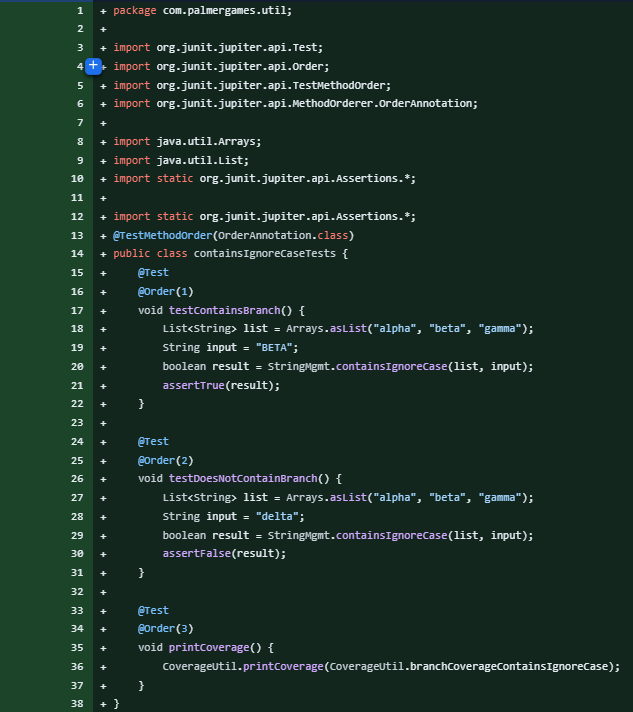 1 + package com.palmergames.util;
2 +
3 + import org.junit.jupiter.api.Test;
4 + import org.junit.jupiter.api.Order;
5 + import org.junit.jupiter.api.TestMethodOrder;
6 + import org.junit.jupiter.api.MethodOrderer.OrderAnnotation;
7 +
8 + import java.util.Arrays;
9 + import java.util.List;
10 + import static org.junit.jupiter.api.Assertions.*;
11 +
12 + import static org.junit.jupiter.api.Assertions.*;
13 + @TestMethodOrder(OrderAnnotation.class)
14 + public class containsIgnoreCaseTests {
15 +     @Test
16 +     @Order(1)
17 +     void testContainsBranch() {
18 +         List<String> list = Arrays.asList("alpha", "beta", "gamma");
19 +         String input = "BETA";
20 +         boolean result = StringMgmt.containsIgnoreCase(list, input);
21 +         assertTrue(result);
22 +     }
23 +
24 +     @Test
25 +     @Order(2)
26 +     void testDoesNotContainBranch() {
27 +         List<String> list = Arrays.asList("alpha", "beta", "gamma");
28 +         String input = "delta";
29 +         boolean result = StringMgmt.containsIgnoreCase(list, input);
30 +         assertFalse(result);
31 +     }
32 +
33 +     @Test
34 +     @Order(3)
35 +     void printCoverage() {
36 +         CoverageUtil.printCoverage(CoverageUtil.branchCoverageContainsIgnoreCase);
37 +     }
38 + }